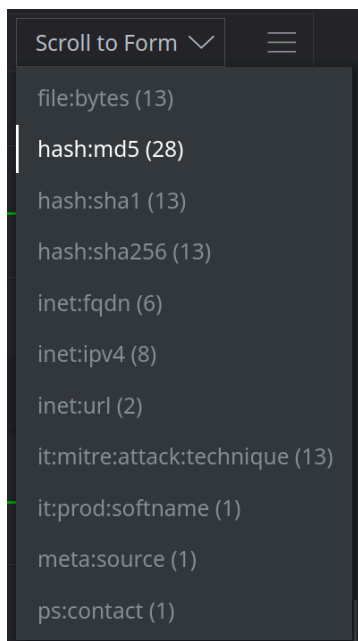 Scroll to Form
file:bytes (13)
hash:md5 (28)
hash:sha1 (13)
hash:sha256 (13)
inet:fqdn (6)
inet:ipv4 (8)
inet:url (2)
it:mitre:attack:technique (13)
it:prod:softname (1)
meta:source (1)
ps:contact (1)